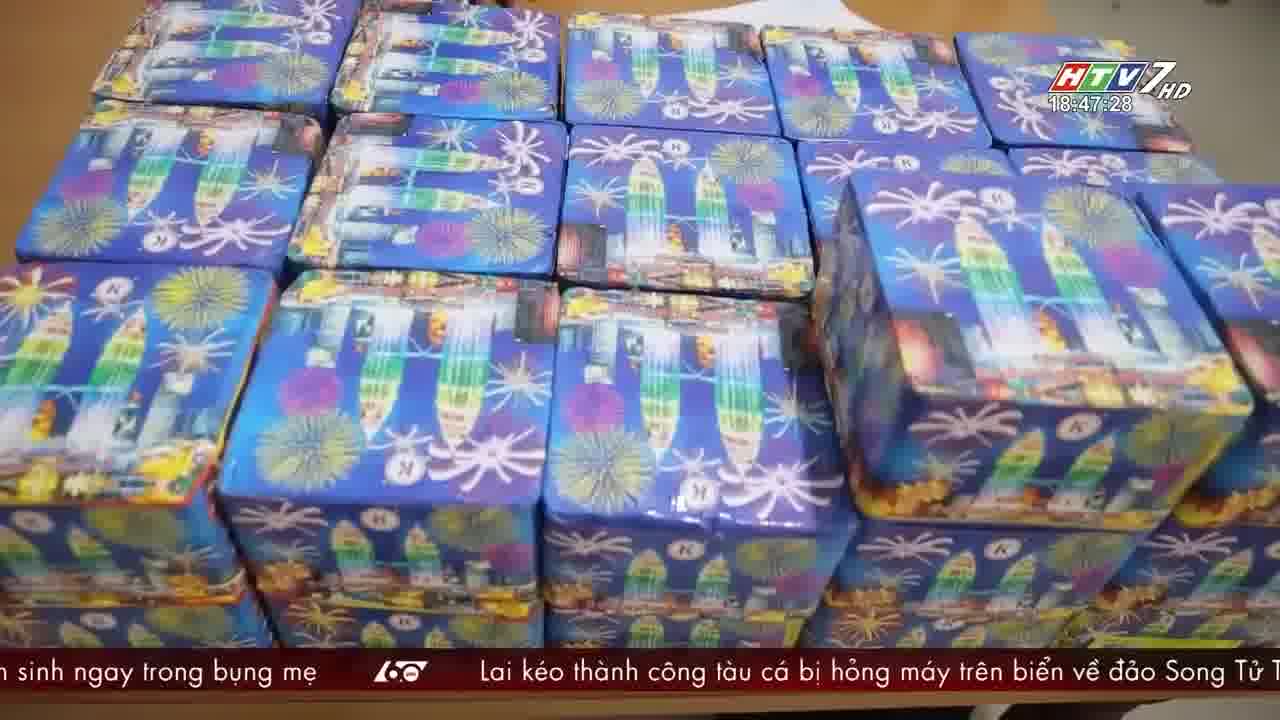 HTV7
HD
18:47:28
sinh ngay trong bụng mẹ
60
Lai kéo thành công tàu cá bị hỏng máy trên biển về đảo Song Tử